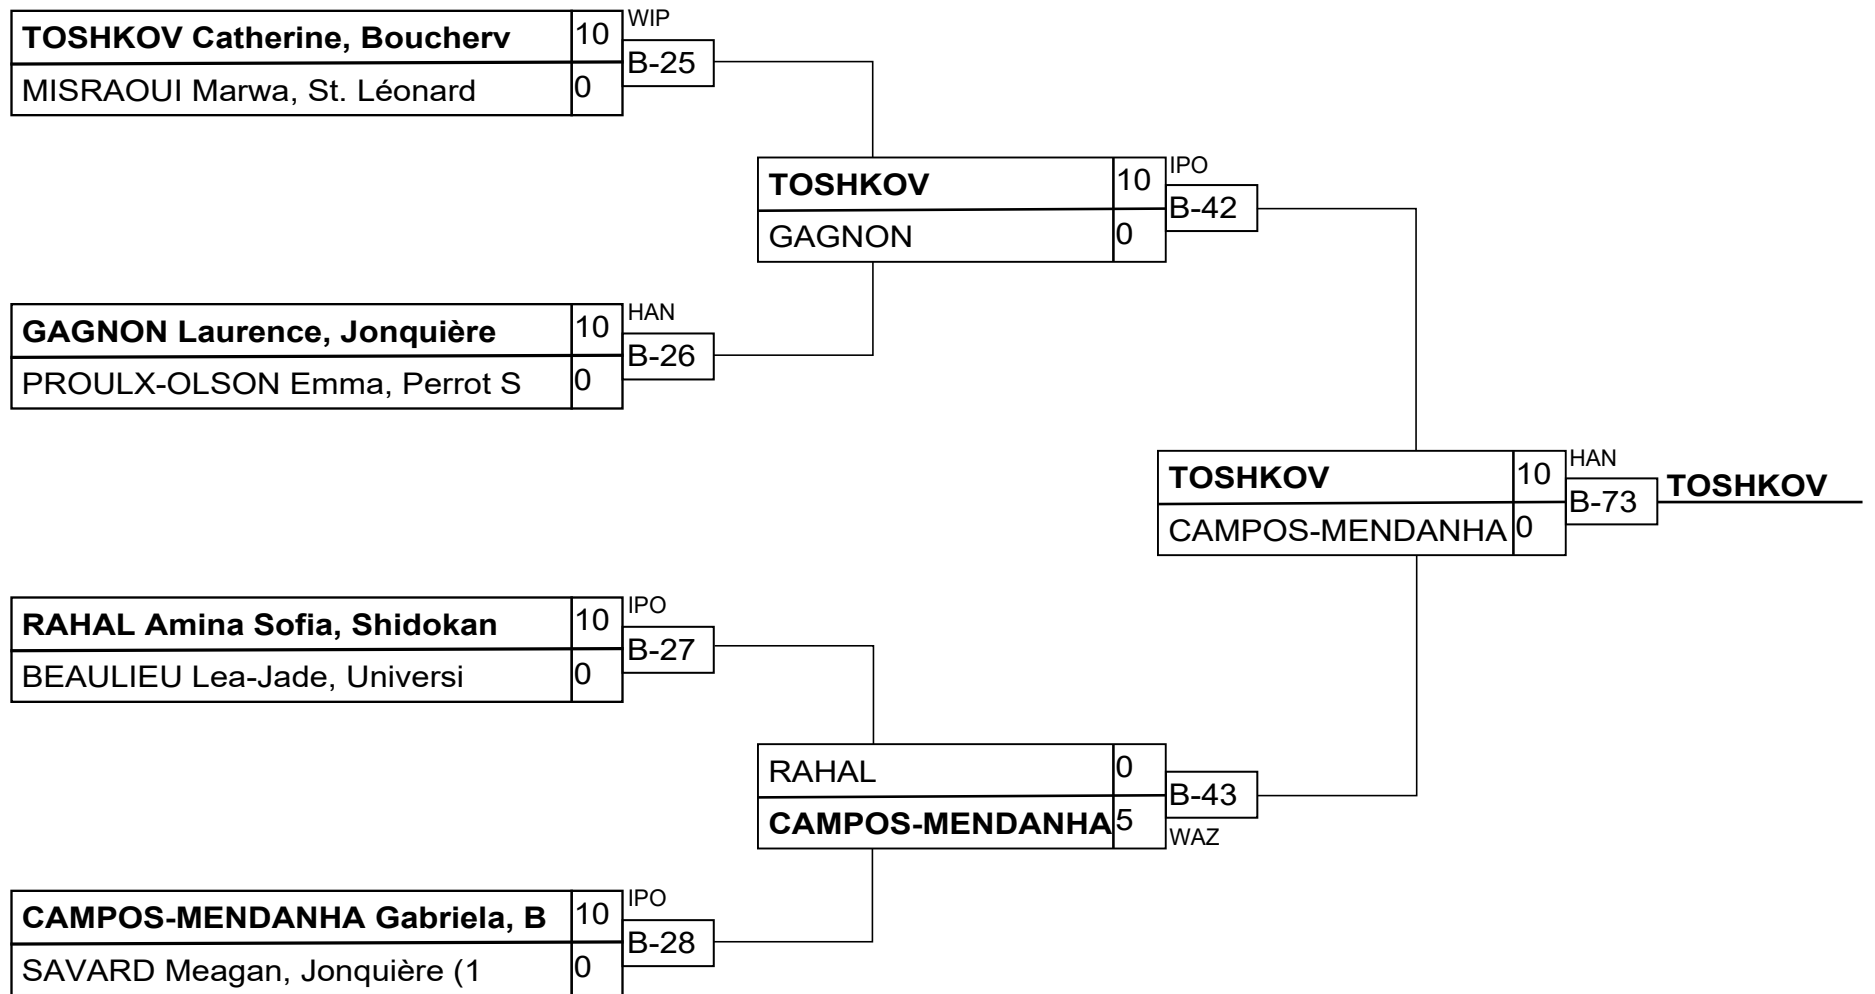 TOSHKOV Catherine, Boucherv 10 WIP
B-25
MISRAOUI Marwa, St. Léonard 0
TOSHKOV 10 IPO
B-42
GAGNON 0
GAGNON Laurence, Jonquière 10 HAN
B-26
PROULX-OLSON Emma, Perrot S 0
TOSHKOV 10 HAN
B-73 TOSHKOV
CAMPOS-MENDANHA 0
RAHAL Amina Sofia, Shidokan 10 IPO
B-27
BEAULIEU Lea-Jade, Universi 0
RAHAL 0
B-43
CAMPOS-MENDANHA 5 WAZ
CAMPOS-MENDANHA Gabriela, B 10 IPO
B-28
SAVARD Meagan, Jonquière (1 0